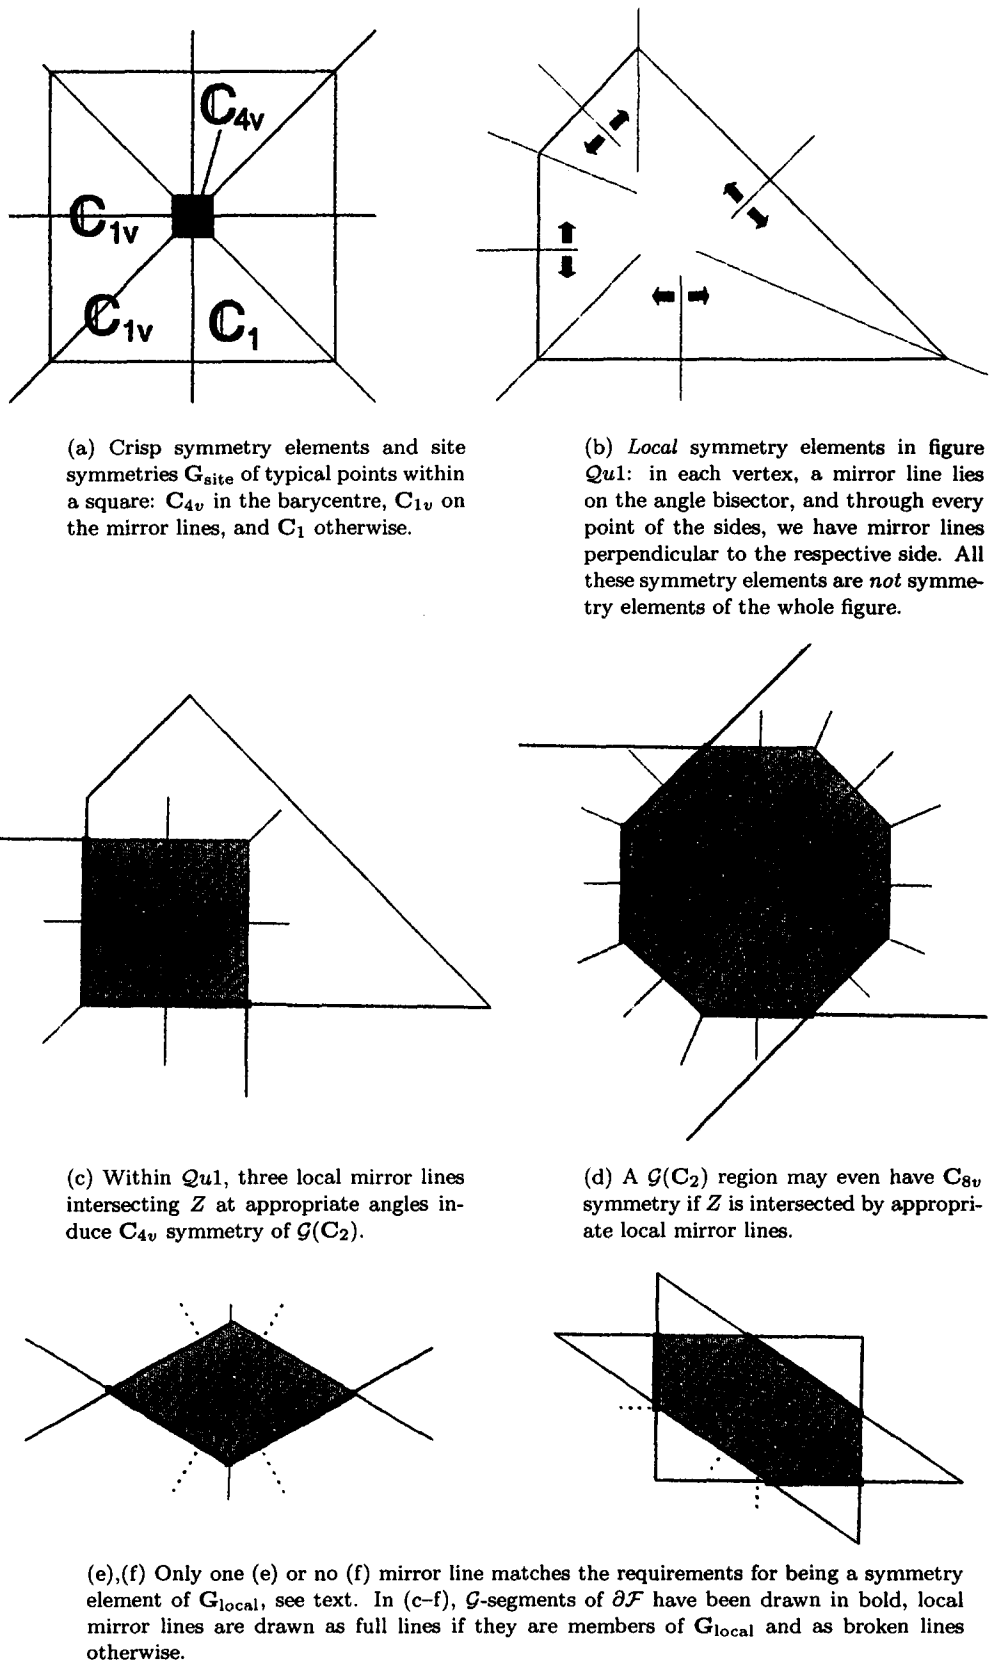 C4v
C1v
C1v
C1
(a) Crisp symmetry elements and site
symmetries Gsite of typical points within
a square: C4v in the barycentre, C1v on
the mirror lines, and C1 otherwise.
(b) Local symmetry elements in figure
Qu1: in each vertex, a mirror line lies
on the angle bisector, and through every
point of the sides, we have mirror lines
perpendicular to the respective side. All
these symmetry elements are not symme-
try elements of the whole figure.
(c) Within Qu1, three local mirror lines
intersecting Z at appropriate angles in-
duce C4v symmetry of G(C2).
(d) A G(C2) region may even have C8v
symmetry if Z is intersected by appropri-
ate local mirror lines.
(e),(f) Only one (e) or no (f) mirror line matches the requirements for being a symmetry
element of Glocal, see text. In (c–f), G-segments of ∂F have been drawn in bold, local
mirror lines are drawn as full lines if they are members of Glocal and as broken lines
otherwise.